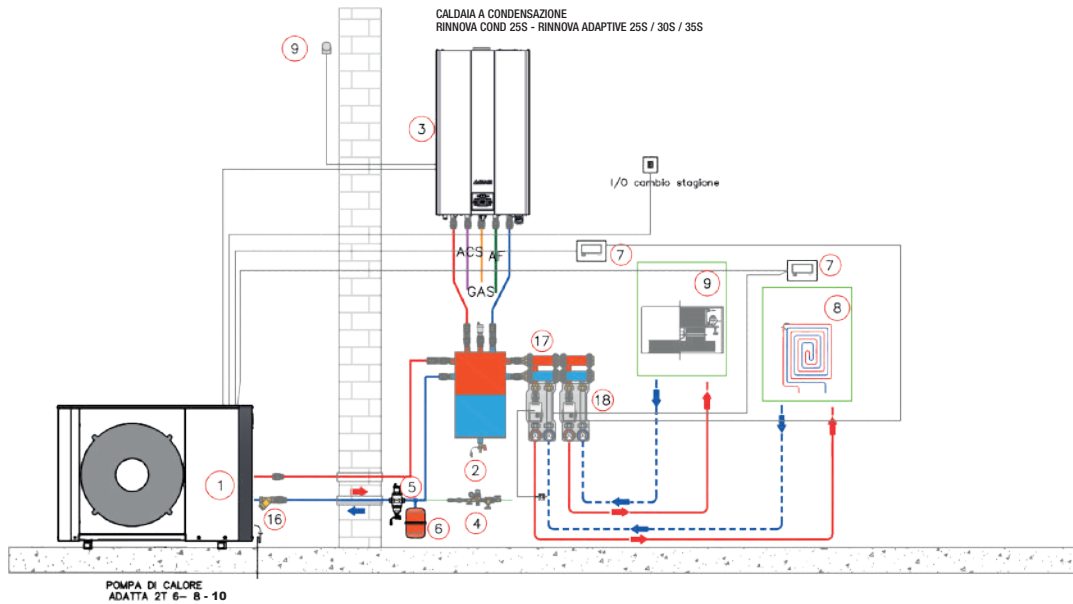 CALDAIA A CONDENSAZIONE
RINNOVA COND 25S - RINNOVA ADAPTIVE 25S / 30S / 35S
9
3
I/O cambio stagione
ACS
AF
GAS
7
7
9
8
17
18
2
1
5
16
6
4
POMPA DI CALORE
ADATTA 2T 6- 8 - 10